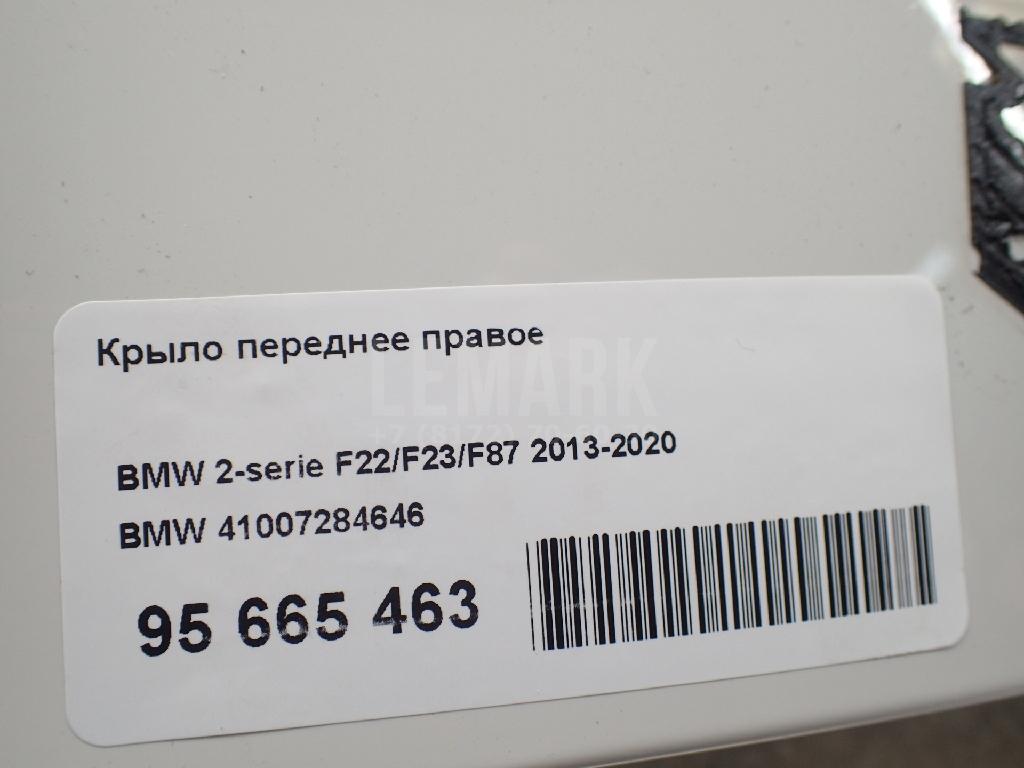 Крыло переднее правое
LEMARK
BMW 2-serie F22/F23/F87 2013-2020
BMW 41007284646
95 665 463